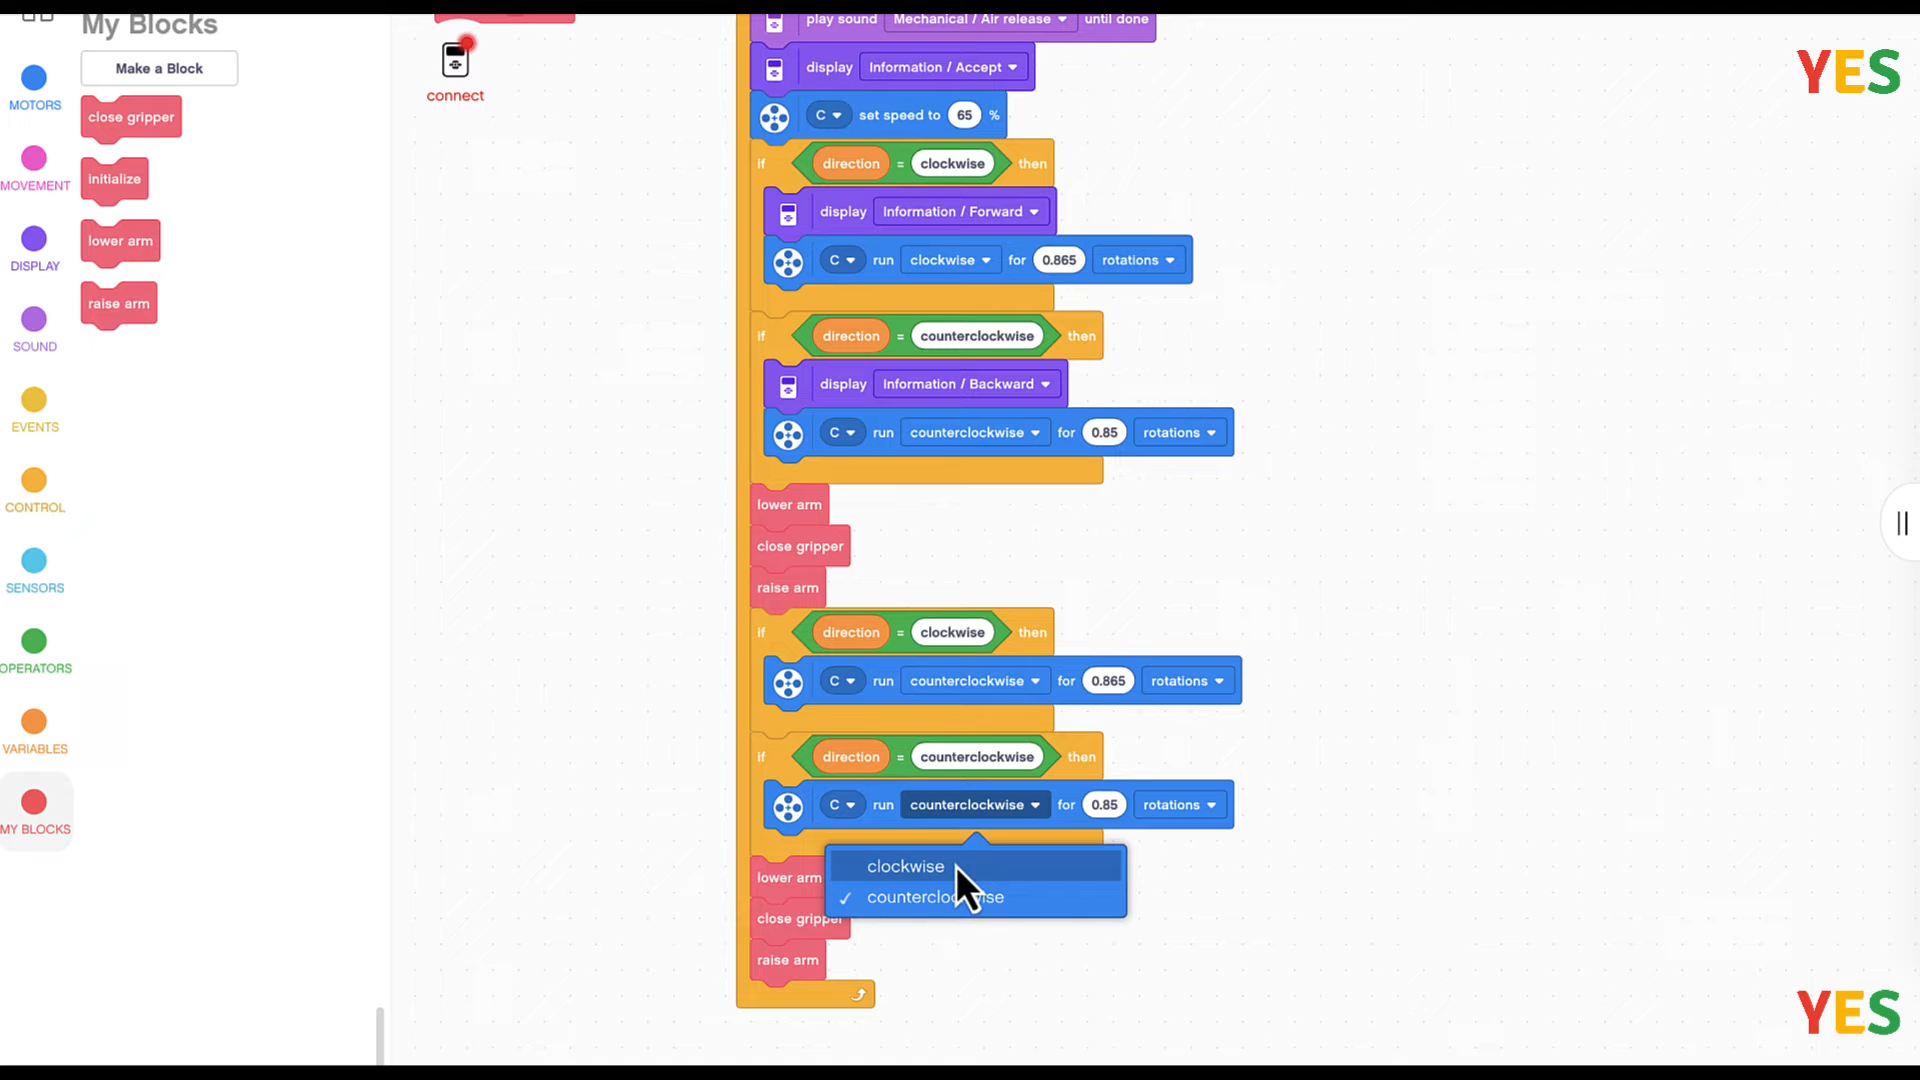 My Blocks
Make a Block
close gripper
initialize
lower arm
raise arm
MOTORS
MOVEMENT
DISPLAY
SOUND
EVENTS
CONTROL
SENSORS
OPERATORS
VARIABLES
MY BLOCKS
connect
play sound Mechanical / Air release until done
display Information / Accept
C set speed to 65 %
if direction = clockwise then
display Information / Forward
C run clockwise for 0.865 rotations
if direction = counterclockwise then
display Information / Backward
C run counterclockwise for 0.85 rotations
lower arm
close gripper
raise arm
if direction = clockwise then
C run counterclockwise for 0.865 rotations
if direction = counterclockwise then
C run counterclockwise for 0.85 rotations
clockwise
✓ counterclockwise
lower arm
close gripper
raise arm
YES
YES